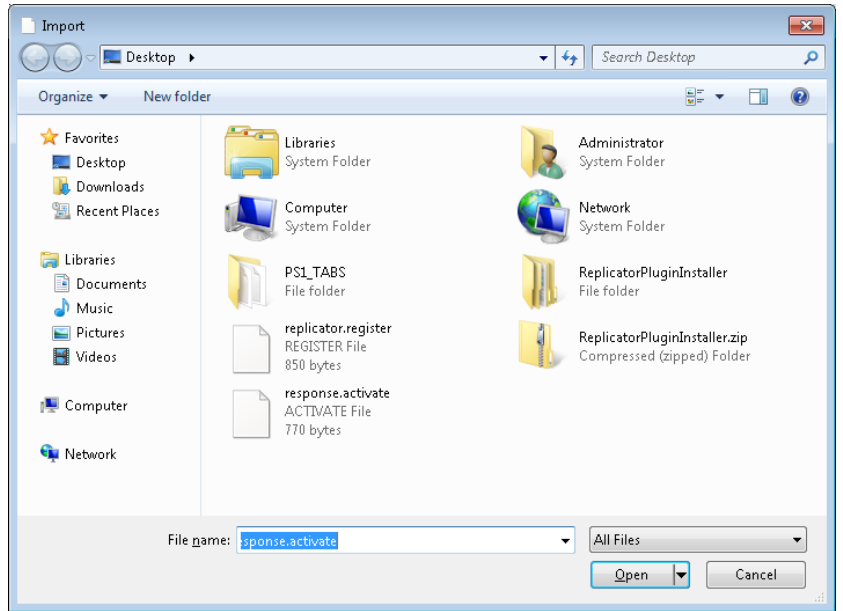 Import
Desktop
Search Desktop
Organize
New folder
Favorites
Desktop
Downloads
Recent Places
Libraries
Documents
Music
Pictures
Videos
Computer
Network
Libraries
System Folder
Administrator
System Folder
Computer
System Folder
Network
System Folder
PS1_TABS
File folder
ReplicatorPluginInstaller
File folder
replicator.register
REGISTER File
850 bytes
ReplicatorPluginInstaller.zip
Compressed (zipped) Folder
response.activate
ACTIVATE File
770 bytes
File name: sponse.activate
All Files
Open
Cancel